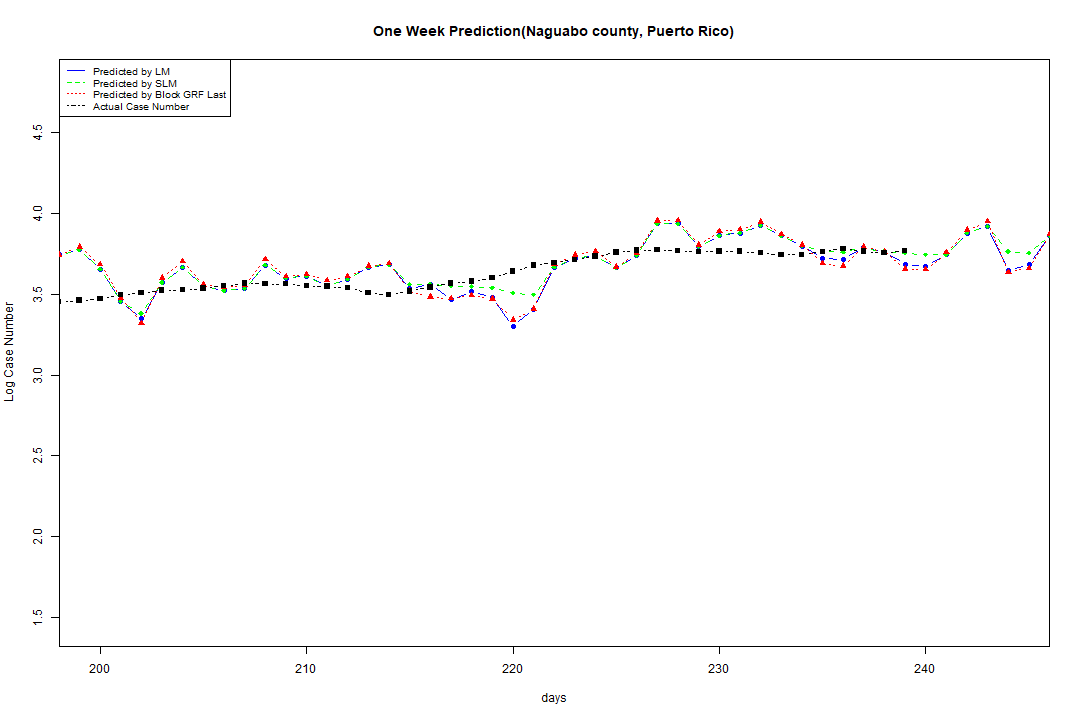 One Week Prediction(Naguabo county, Puerto Rico)
Predicted by LM
Predicted by SLM
Predicted by Block GRF Last
Actual Case Number
4.5
4.0
3.5
3.0
2.5
2.0
1.5
Log Case Number
200 210 220 230 240
days